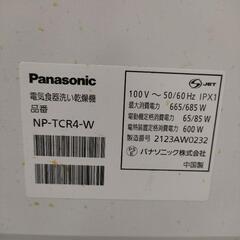 Panasonic
電気食器洗い乾燥機
品番
NP-TCR4-W
JET
100 V ～ 50/60 Hz IPX1
最大消費電力 665/685 W
電動機定格消費電力 65/85 W
電熱装置定格消費電力 600 W
製造番号 2123AW0232
パナソニック株式会社
中国製